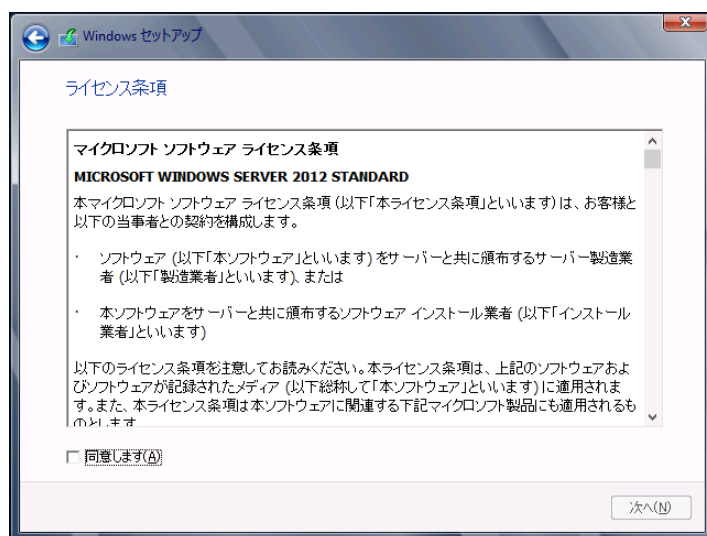 Windows セットアップ
ライセンス条項
マイクロソフト ソフトウェア ライセンス条項
MICROSOFT WINDOWS SERVER 2012 STANDARD
本マイクロソフト ソフトウェア ライセンス条項 (以下「本ライセンス条項」といいます) は、お客様と
以下の当事者との契約を構成します。
· ソフトウェア (以下「本ソフトウェア」といいます) をサーバーと共に頒布するサーバー製造業
者 (以下「製造業者」といいます)、または
· 本ソフトウェアをサーバーと共に頒布するソフトウェア インストール業者 (以下「インストール
業者」といいます)
以下のライセンス条項を注意してお読みください。本ライセンス条項は、上記のソフトウェアおよ
びソフトウェアが記録されたメディア (以下総称して「本ソフトウェア」といいます) に適用されま
す。また、本ライセンス条項は本ソフトウェアに関連する下記マイクロソフト製品にも適用されるも
のとします
同意します(A)
次へ(N)